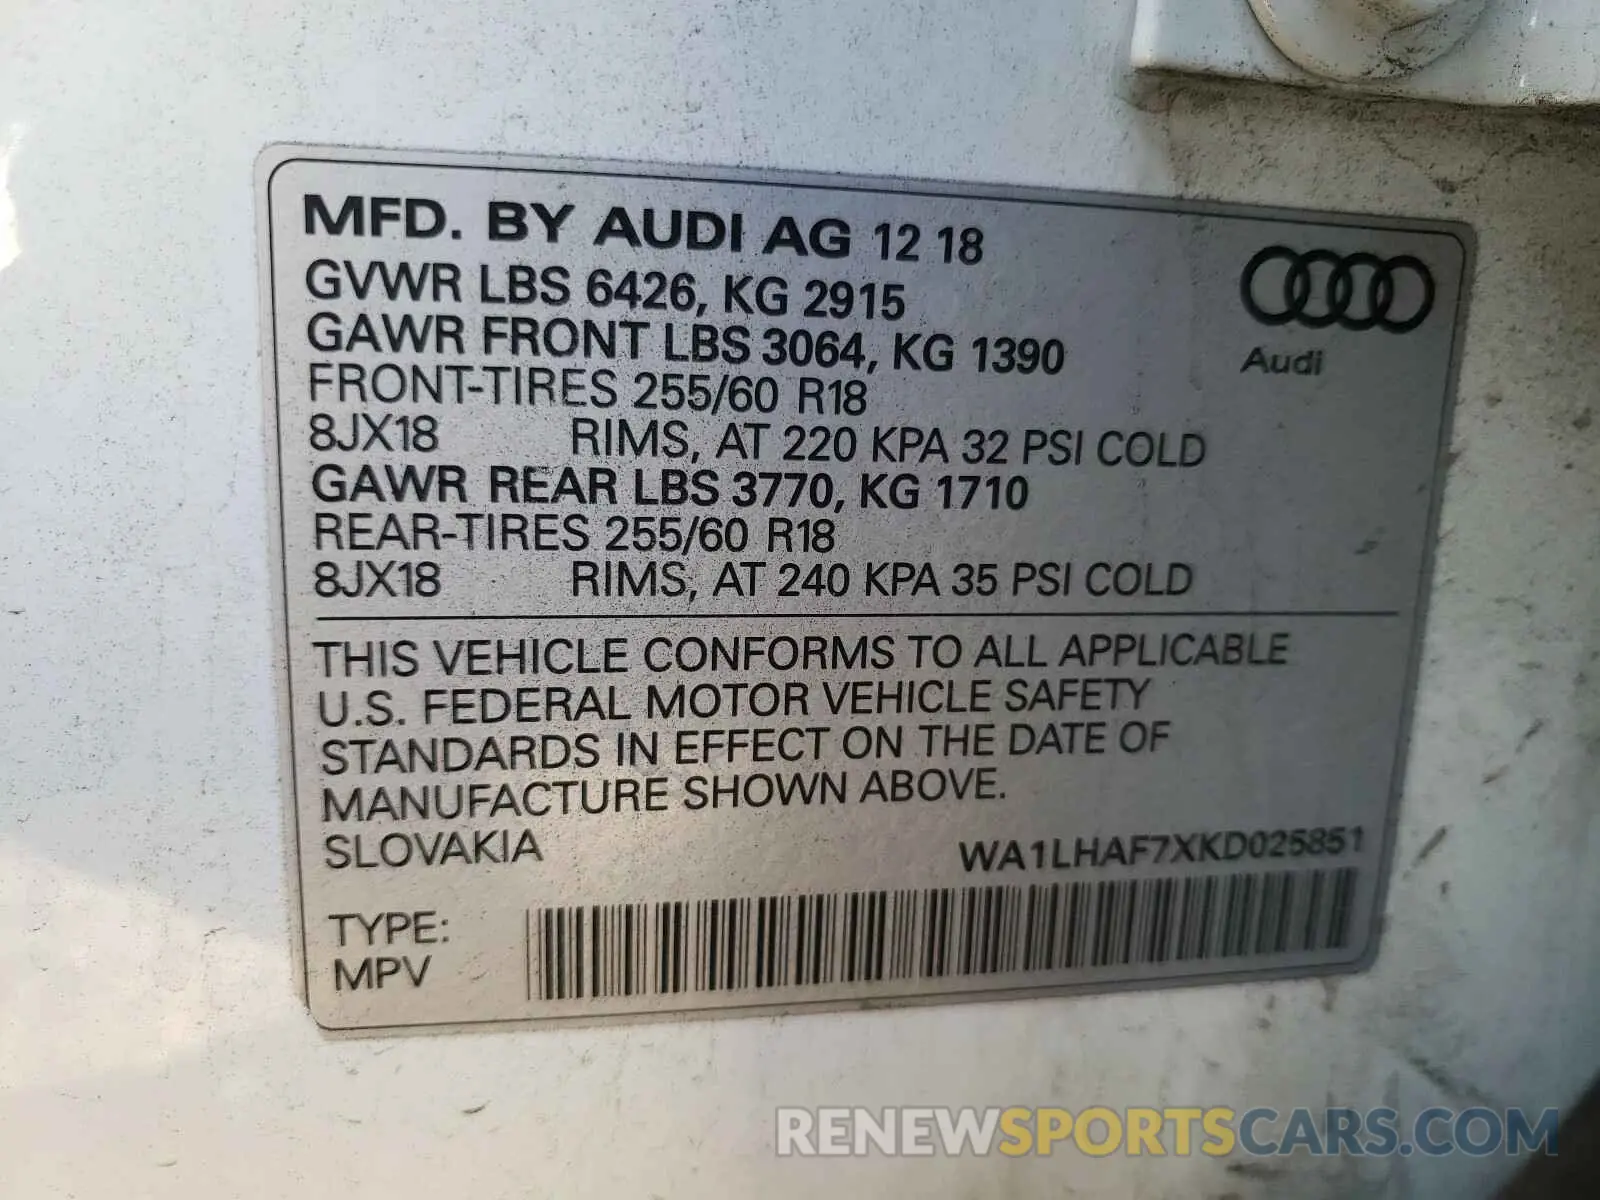 MFD. BY AUDI AG 12 18
GVWR LBS 6426, KG 2915
GAWR FRONT LBS 3064, KG 1390
FRONT-TIRES 255/60 R18
8JX18 RIMS, AT 220 KPA 32 PSI COLD
GAWR REAR LBS 3770, KG 1710
REAR-TIRES 255/60 R18
8JX18 RIMS, AT 240 KPA 35 PSI COLD
Audi
THIS VEHICLE CONFORMS TO ALL APPLICABLE
U.S. FEDERAL MOTOR VEHICLE SAFETY
STANDARDS IN EFFECT ON THE DATE OF
MANUFACTURE SHOWN ABOVE.
SLOVAKIA WA1LHAF7XKD025851
TYPE:
MPV
RENEWSPORTSCARS.COM